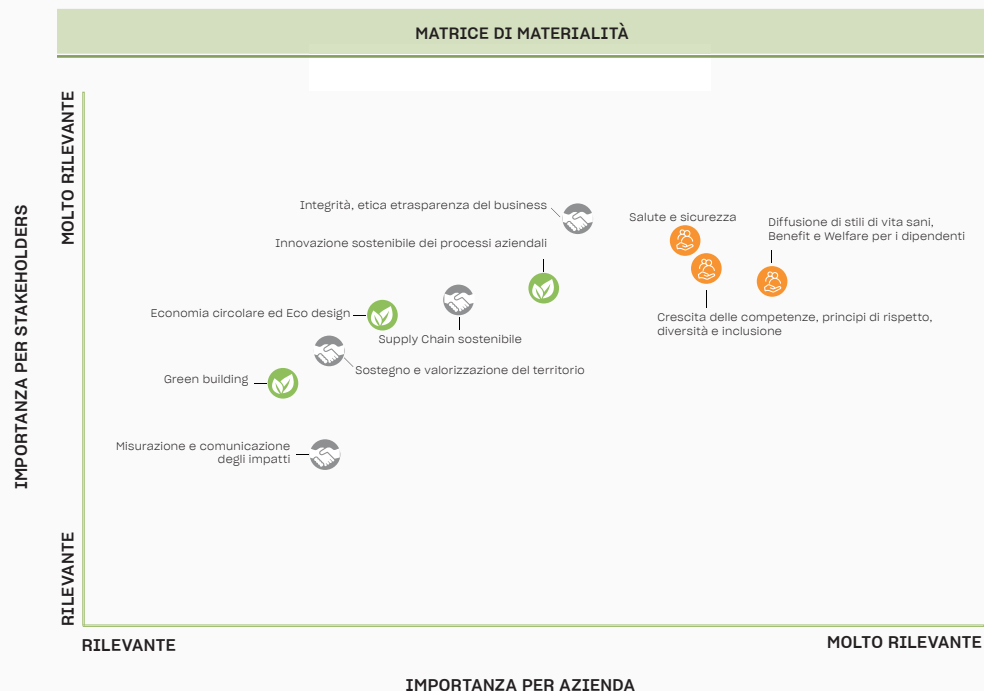 MATRICE DI MATERIALITÀ
MOLTO RILEVANTE
IMPORTANZA PER STAKEHOLDERS
Integrità, etica etrasparenza del business
Salute e sicurezza
Diffusione di stili di vita sani,
Benefit e Welfare per i dipendenti
Innovazione sostenibile dei processi aziendali
Economia circolare ed Eco design
Supply Chain sostenibile
Crescita delle competenze, principi di rispetto,
diversità e inclusione
Sostegno e valorizzazione del territorio
Green building
Misurazione e comunicazione
degli impatti
RILEVANTE
RILEVANTE
MOLTO RILEVANTE
IMPORTANZA PER AZIENDA